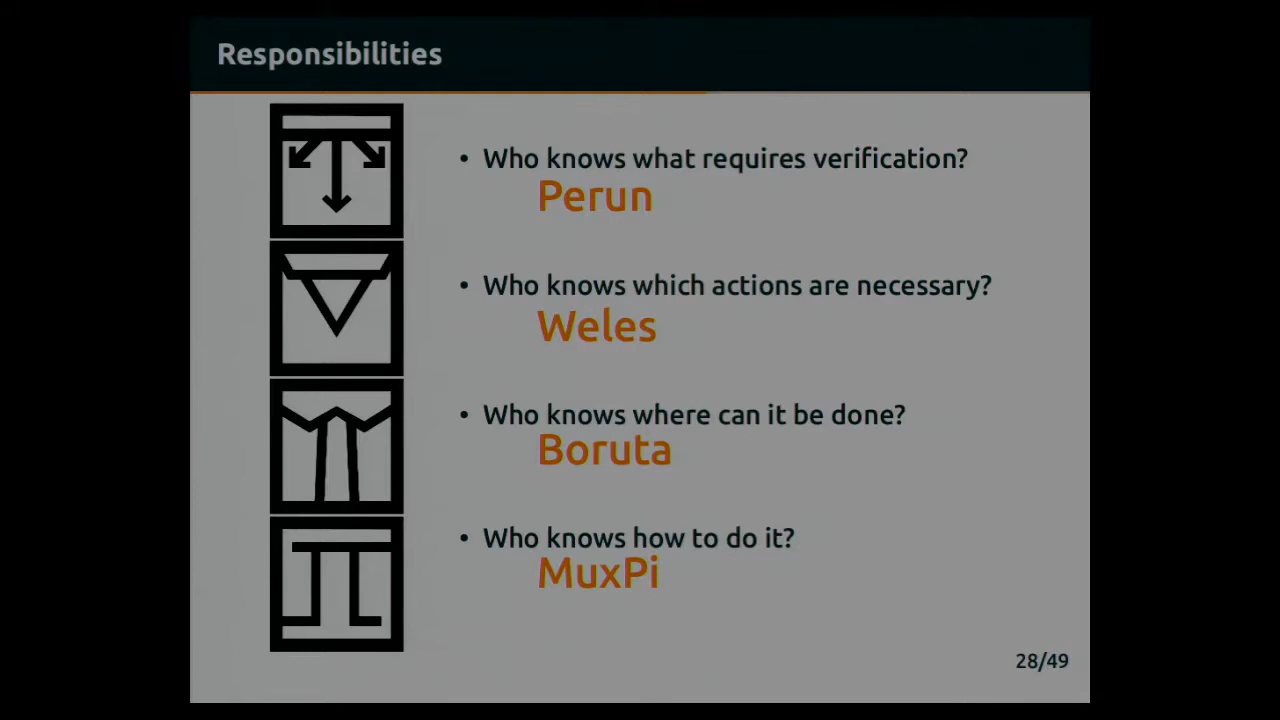 Responsibilities
• Who knows what requires verification?
Perun
• Who knows which actions are necessary?
Weles
• Who knows where can it be done?
Boruta
• Who knows how to do it?
MuxPi
28/49